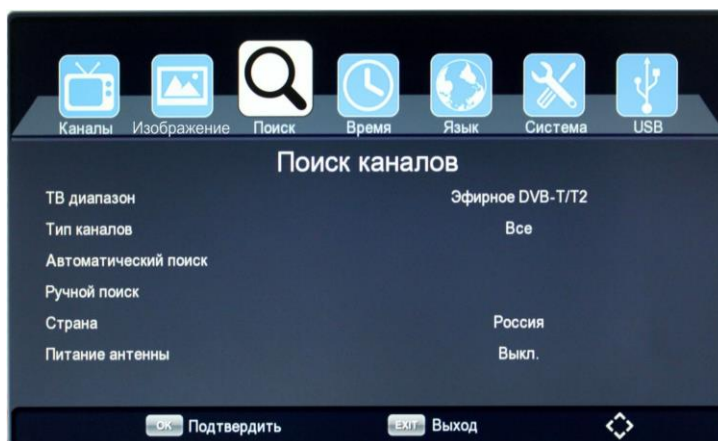 Каналы Изображение Поиск Время Язык Система USB
Поиск каналов
ТВ диапазон Эфирное DVB-T/T2
Тип каналов Все
Автоматический поиск
Ручной поиск
Страна Россия
Питание антенны Выкл.
OK Подтвердить EXIT Выход